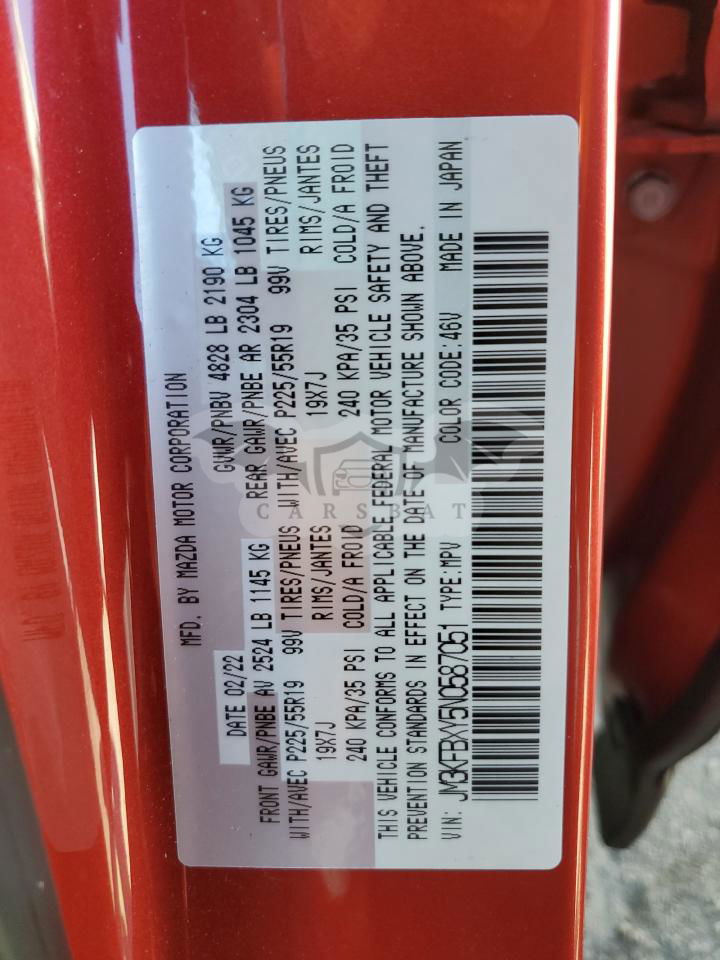 MFD. BY MAZDA MOTOR CORPORATION
DATE 02/22 GVWR/PNBV 4828 LB 2190 KG
FRONT GAWR/PNBE AV 2524 LB 1145 KG REAR GAWR/PNBE AR 2304 LB 1045 KG
WITH/AVEC P225/55R19 99V TIRES/PNEUS WITH/AVEC P225/55R19 99V TIRES/PNEUS
19X7J RIMS/JANTES 19X7J RIMS/JANTES
240 KPA/35 PSI COLD/A FROID 240 KPA/35 PSI COLD/A FROID
THIS VEHICLE CONFORMS TO ALL APPLICABLE FEDERAL MOTOR VEHICLE SAFETY AND THEFT
PREVENTION STANDARDS IN EFFECT ON THE DATE OF MANUFACTURE SHOWN ABOVE.
VIN: JM3KFBXY5N0587051 TYPE:MPV COLOR CODE:46V MADE IN JAPAN
CARSBAT